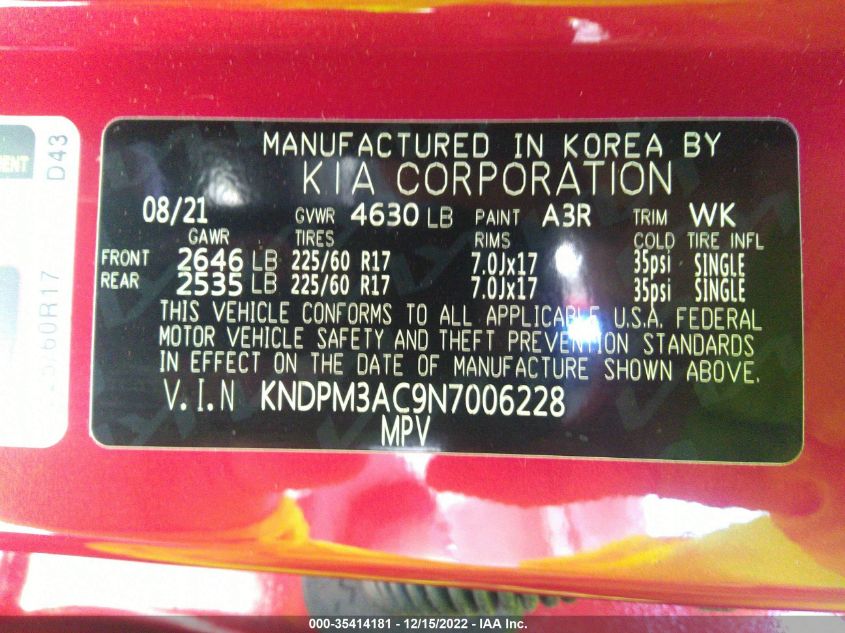 MANUFACTURED IN KOREA BY
KIA CORPORATION
08/21 GVWR 4630 LB PAINT A3R TRIM WK
GAWR TIRES RIMS COLD TIRE INFL
FRONT 2646 LB 225/60 R17 7.0Jx17 35psi SINGLE
REAR 2535 LB 225/60 R17 7.0Jx17 35psi SINGLE
THIS VEHICLE CONFORMS TO ALL APPLICABLE U.S.A. FEDERAL
MOTOR VEHICLE SAFETY AND THEFT PREVENTION STANDARDS
IN EFFECT ON THE DATE OF MANUFACTURE SHOWN ABOVE.
V.I.N KNDPM3AC9N7006228
MPV
D43
000-35414181 - 12/15/2022 - IAA Inc.